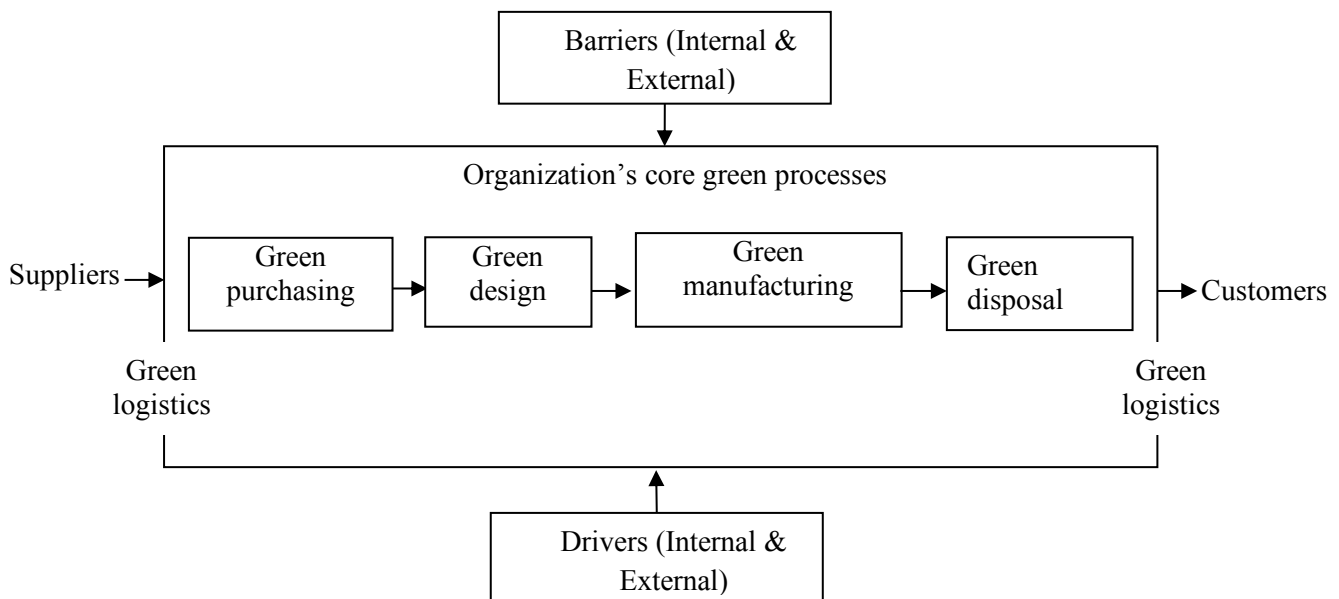 Barriers (Internal &
External)
Organization’s core green processes
Suppliers
Green
purchasing
Green
design
Green
manufacturing
Green
disposal
Customers
Green
logistics
Green
logistics
Drivers (Internal &
External)